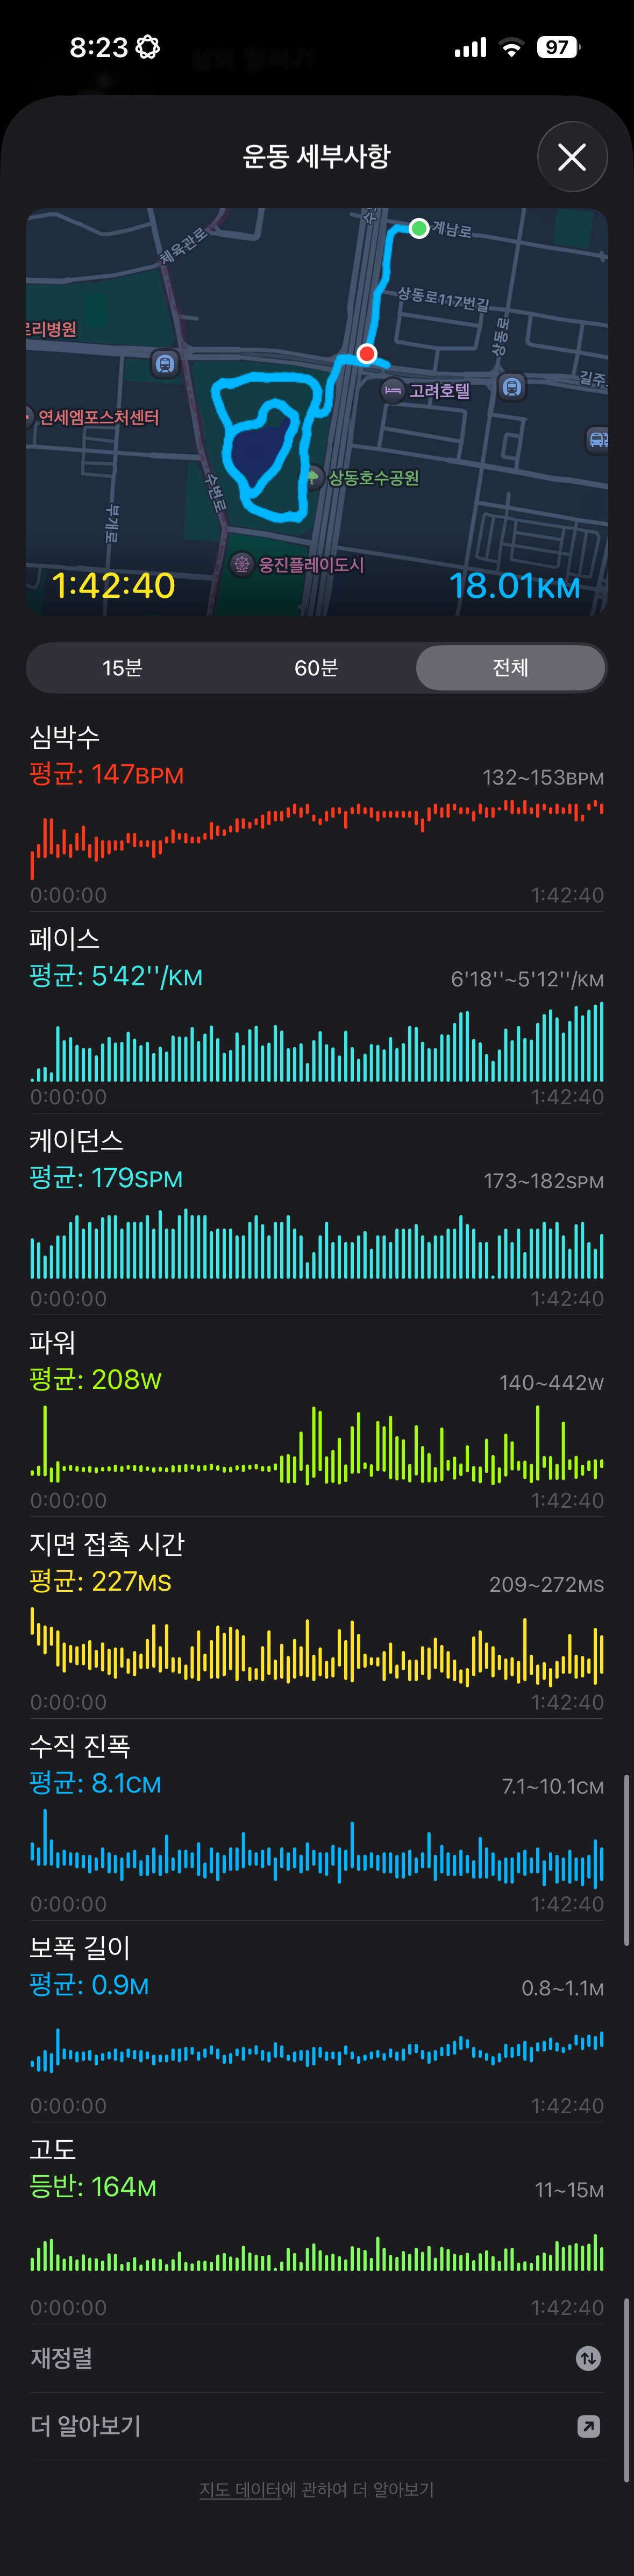 8:23
97
운동 세부사항
계남로
체육관로
상동로117번길
상동로
길주
르리병원
고려호텔
연세엠포스처센터
상동호수공원
수변로
부개로
웅진플레이도시
1:42:40
18.01KM
15분
60분
전체
심박수
평균: 147BPM
132~153BPM
0:00:00
1:42:40
페이스
평균: 5'42''/KM
6'18''~5'12''/KM
0:00:00
1:42:40
케이던스
평균: 179SPM
173~182SPM
0:00:00
1:42:40
파워
평균: 208W
140~442W
0:00:00
1:42:40
지면 접촉 시간
평균: 227MS
209~272MS
0:00:00
1:42:40
수직 진폭
평균: 8.1CM
7.1~10.1CM
0:00:00
1:42:40
보폭 길이
평균: 0.9M
0.8~1.1M
0:00:00
1:42:40
고도
등반: 164M
11~15M
0:00:00
1:42:40
재정렬
더 알아보기
지도 데이터에 관하여 더 알아보기